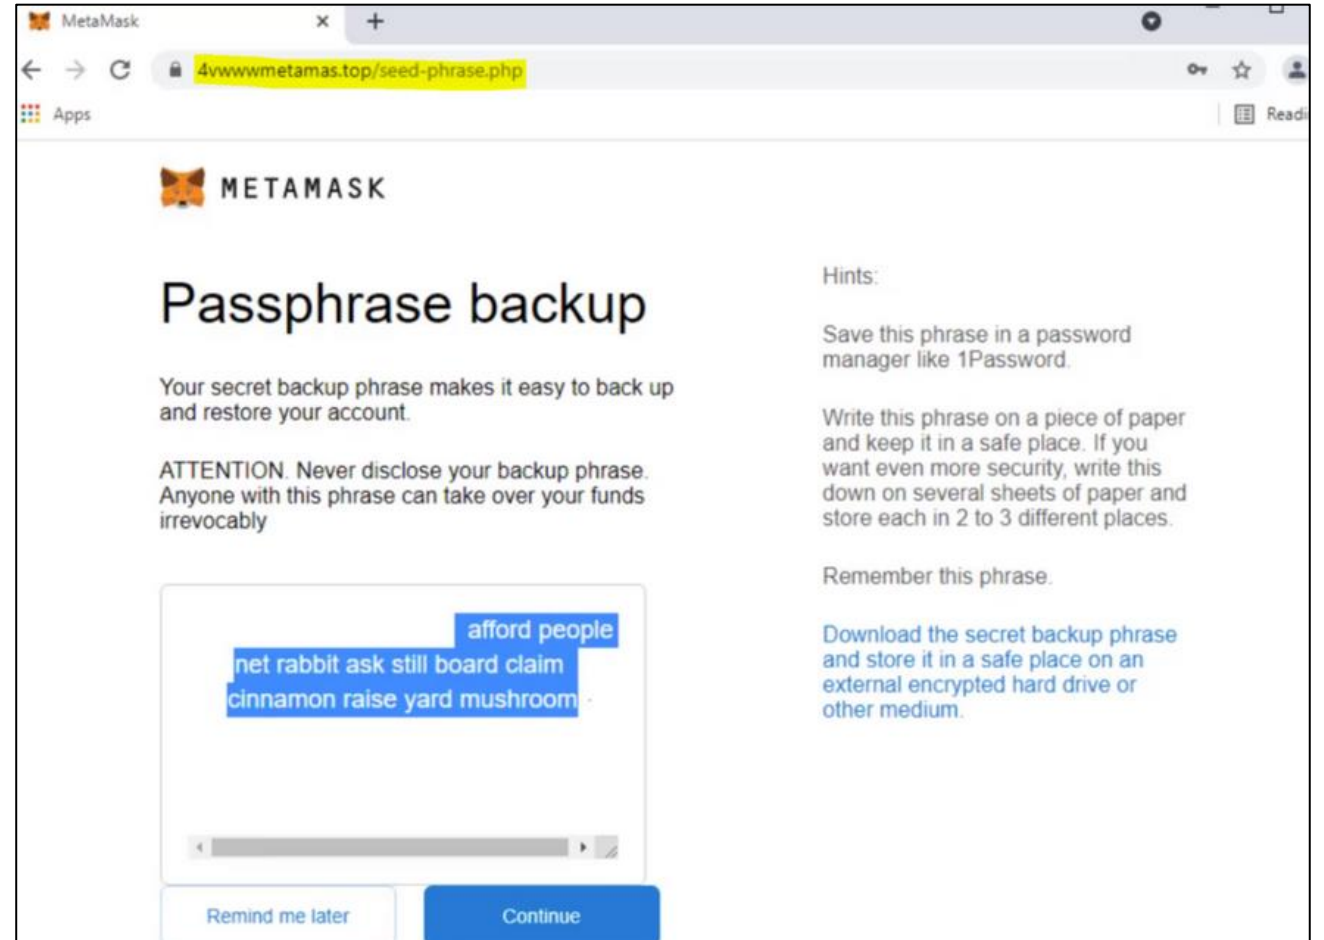 MetaMask
4vwwwmetamas.top/seed-phrase.php
Apps
Readi
METAMASK
Passphrase backup
Your secret backup phrase makes it easy to back up
and restore your account.
ATTENTION. Never disclose your backup phrase.
Anyone with this phrase can take over your funds
irrevocably
afford people
net rabbit ask still board claim
cinnamon raise yard mushroom
Remind me later
Continue
Hints:
Save this phrase in a password
manager like 1Password.
Write this phrase on a piece of paper
and keep it in a safe place. If you
want even more security, write this
down on several sheets of paper and
store each in 2 to 3 different places.
Remember this phrase.
Download the secret backup phrase
and store it in a safe place on an
external encrypted hard drive or
other medium.